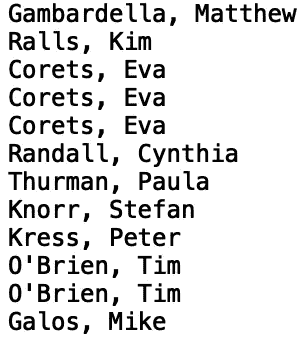 Gambardella, Matthew
Ralls, Kim
Corets, Eva
Corets, Eva
Corets, Eva
Randall, Cynthia
Thurman, Paula
Knorr, Stefan
Kress, Peter
O'Brien, Tim
O'Brien, Tim
Galos, Mike